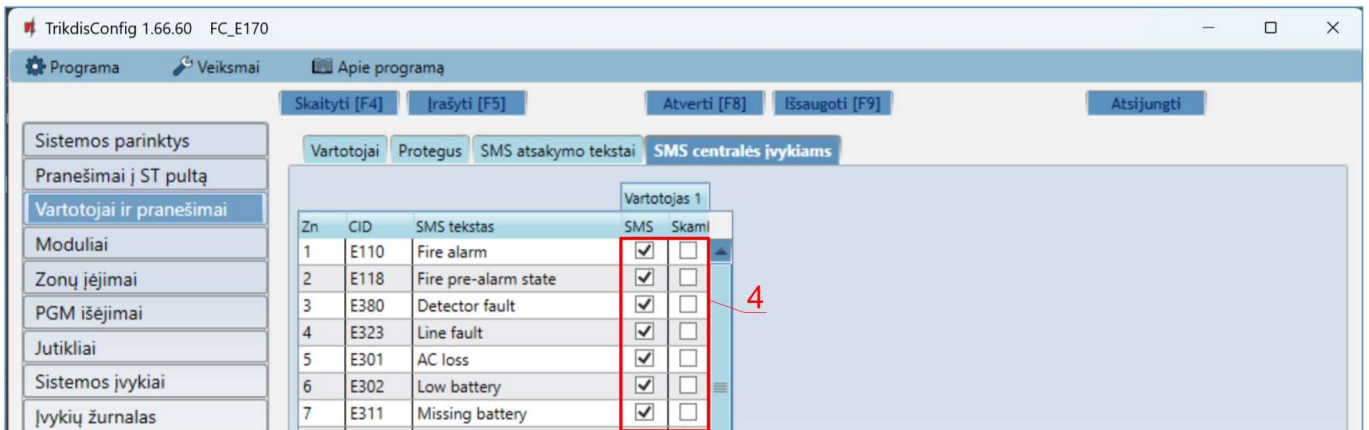 TrikdisConfig 1.66.60 FC_E170
Programa Veiksmai Apie programą
Skaityti [F4] Įrašyti [F5] Atverti [F8] Išsaugoti [F9] Atsijungti
Sistemos parinktys
Pranešimai į ST pultą
Vartotojai ir pranešimai
Moduliai
Zonų įėjimai
PGM išėjimai
Jutikliai
Sistemos įvykiai
Įvykių žurnalas
Vartotojai Protegus SMS atsakymo tekstai SMS centralės įvykiams
Vartotojas 1
Zn CID SMS tekstas SMS Skaml
1 E110 Fire alarm
2 E118 Fire pre-alarm state
3 E380 Detector fault
4 E323 Line fault
5 E301 AC loss
6 E302 Low battery
7 E311 Missing battery
4